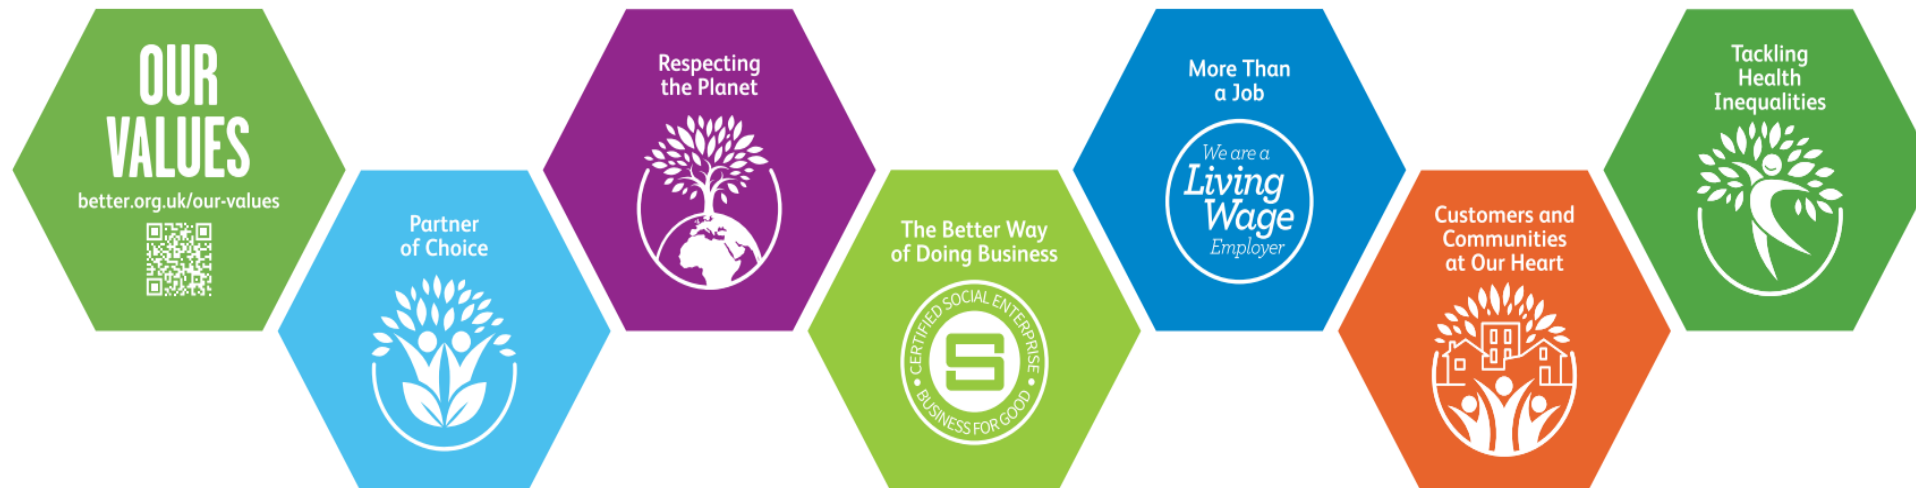 OUR
VALUES
better.org.uk/our-values
Partner
of Choice
Respecting
the Planet
The Better Way
of Doing Business
CERTIFIED SOCIAL ENTERPRISE
• BUSINESS FOR GOOD •
S
More Than
a Job
We are a
Living
Wage
Employer
Customers and
Communities
at Our Heart
Tackling
Health
Inequalities